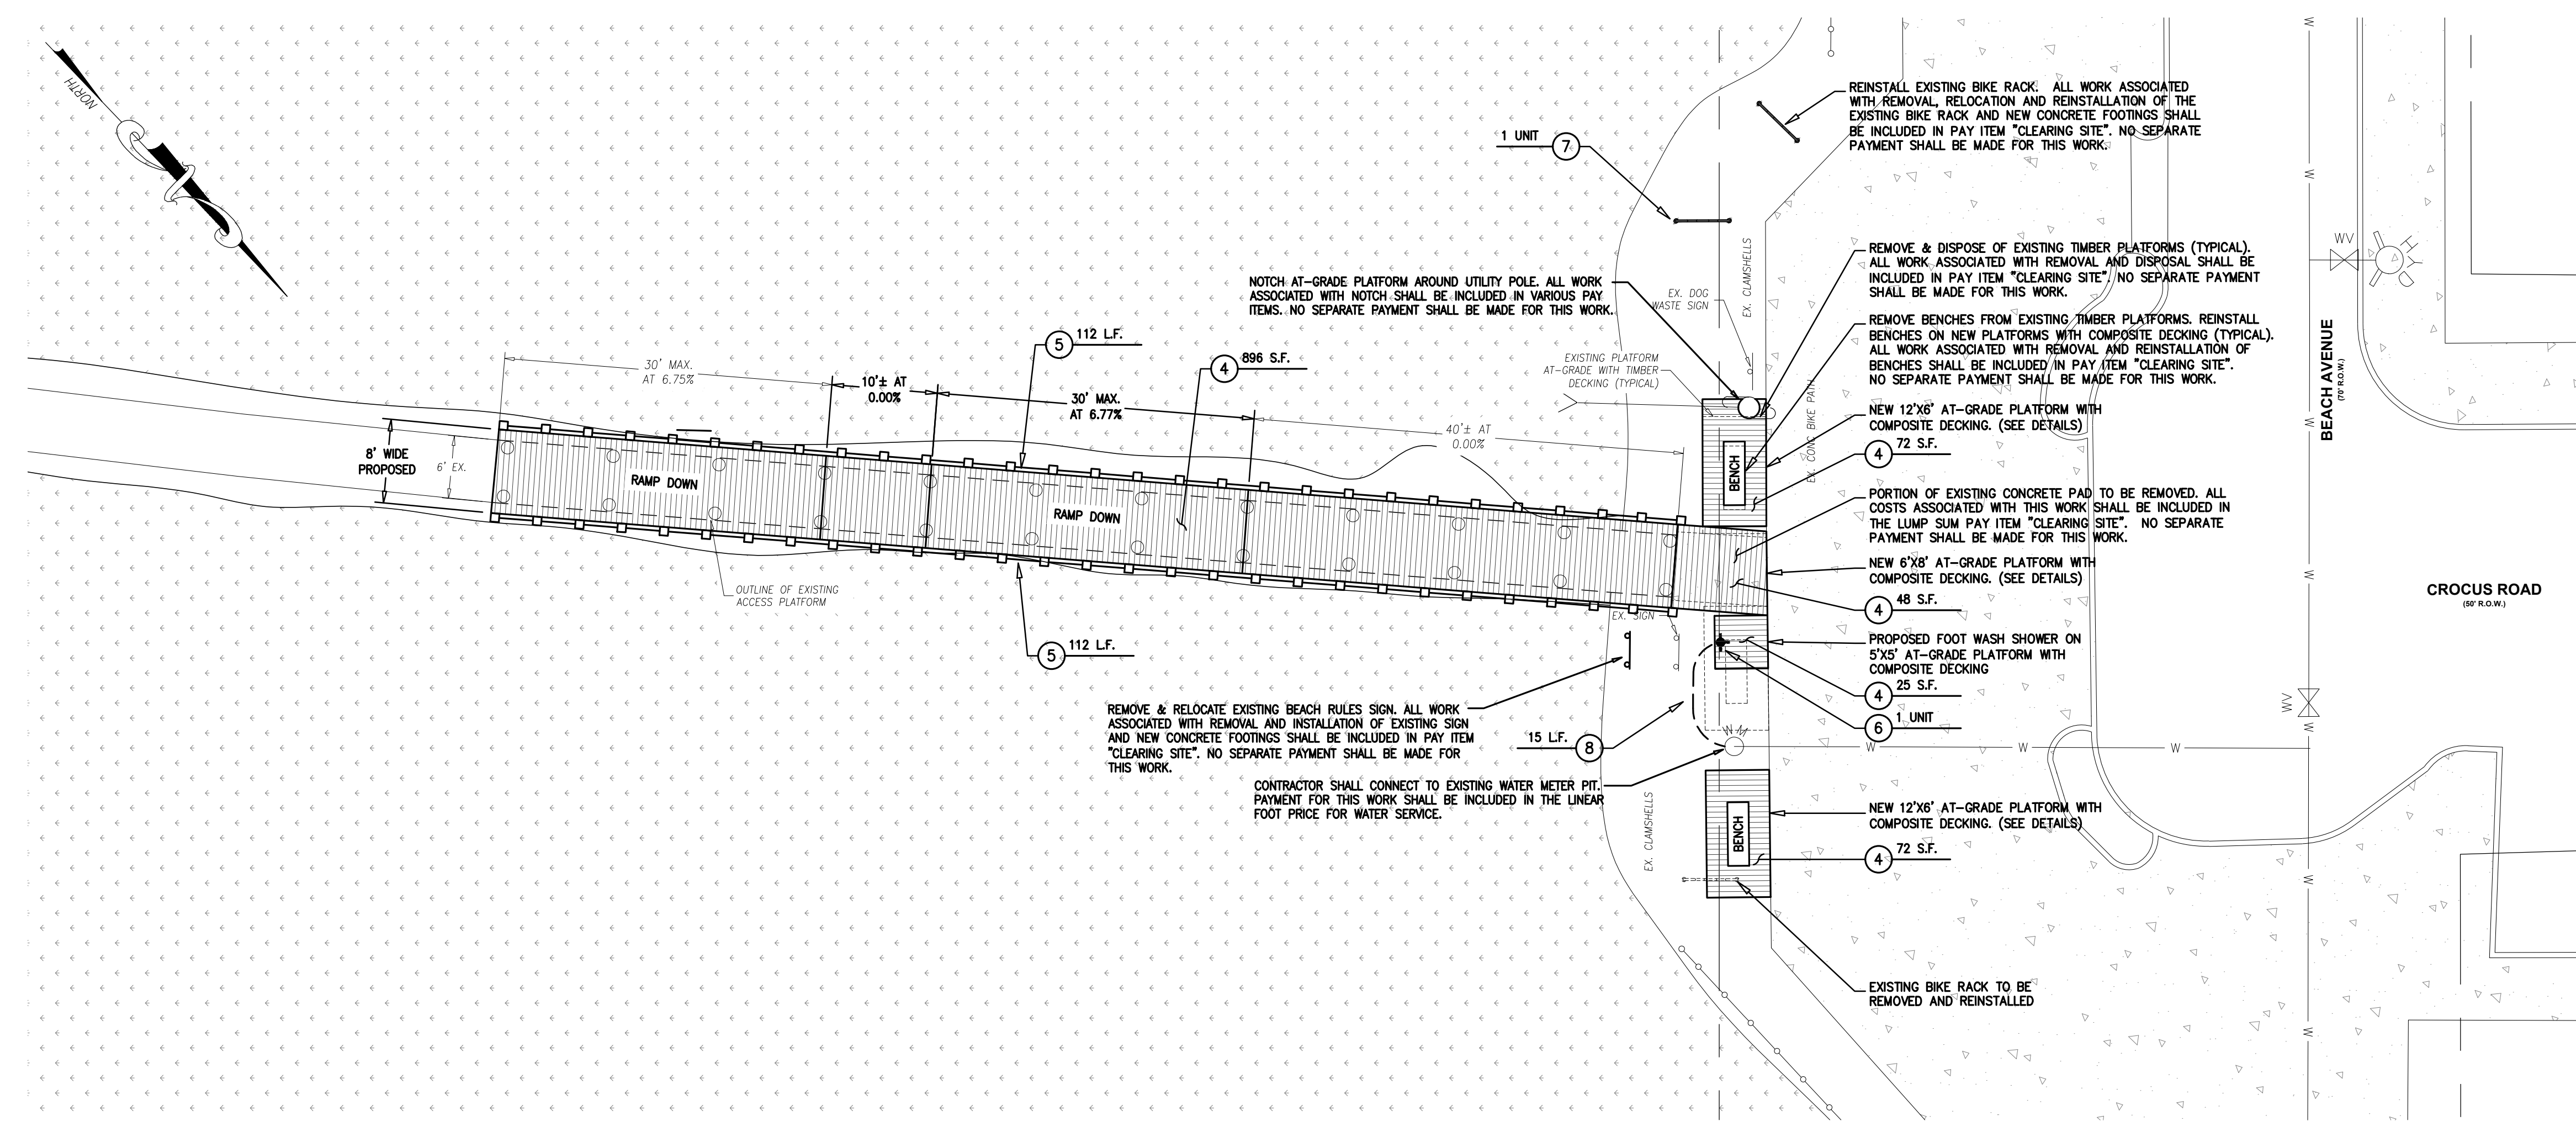 NORTH
REINSTALL EXISTING BIKE RACK. ALL WORK ASSOCIATED
WITH REMOVAL, RELOCATION AND REINSTALLATION OF THE
EXISTING BIKE RACK AND NEW CONCRETE FOOTINGS SHALL
BE INCLUDED IN PAY ITEM "CLEARING SITE". NO SEPARATE
PAYMENT SHALL BE MADE FOR THIS WORK.
1 UNIT
7
REMOVE & DISPOSE OF EXISTING TIMBER PLATFORMS (TYPICAL).
ALL WORK ASSOCIATED WITH REMOVAL AND DISPOSAL SHALL BE
INCLUDED IN PAY ITEM "CLEARING SITE". NO SEPARATE PAYMENT
SHALL BE MADE FOR THIS WORK.
NOTCH AT-GRADE PLATFORM AROUND UTILITY POLE. ALL WORK
ASSOCIATED WITH NOTCH SHALL BE INCLUDED IN VARIOUS PAY
ITEMS. NO SEPARATE PAYMENT SHALL BE MADE FOR THIS WORK.
EX. DOG
WASTE SIGN
EX. CLAMSHELLS
WV
HYD
REMOVE BENCHES FROM EXISTING TIMBER PLATFORMS. REINSTALL
BENCHES ON NEW PLATFORMS WITH COMPOSITE DECKING (TYPICAL).
ALL WORK ASSOCIATED WITH REMOVAL AND REINSTALLATION OF
BENCHES SHALL BE INCLUDED IN PAY ITEM "CLEARING SITE".
NO SEPARATE PAYMENT SHALL BE MADE FOR THIS WORK.
BEACH AVENUE
(70' R.O.W.)
5
112 L.F.
4
896 S.F.
EXISTING PLATFORM
AT-GRADE WITH TIMBER
DECKING (TYPICAL)
30' MAX.
AT 6.75%
10'± AT
0.00%
30' MAX.
AT 6.77%
40'± AT
0.00%
EX. CONC BIKE PATH
NEW 12'X6' AT-GRADE PLATFORM WITH
COMPOSITE DECKING. (SEE DETAILS)
4
72 S.F.
8' WIDE
PROPOSED
6' EX.
RAMP DOWN
RAMP DOWN
BENCH
PORTION OF EXISTING CONCRETE PAD TO BE REMOVED. ALL
COSTS ASSOCIATED WITH THIS WORK SHALL BE INCLUDED IN
THE LUMP SUM PAY ITEM "CLEARING SITE". NO SEPARATE
PAYMENT SHALL BE MADE FOR THIS WORK.
NEW 6'X8' AT-GRADE PLATFORM WITH
COMPOSITE DECKING. (SEE DETAILS)
4
48 S.F.
OUTLINE OF EXISTING
ACCESS PLATFORM
CROCUS ROAD
(50' R.O.W.)
EX. SIGN
5
112 L.F.
PROPOSED FOOT WASH SHOWER ON
5'X5' AT-GRADE PLATFORM WITH
COMPOSITE DECKING
4
25 S.F.
6
1 UNIT
WV
REMOVE & RELOCATE EXISTING BEACH RULES SIGN. ALL WORK
ASSOCIATED WITH REMOVAL AND INSTALLATION OF EXISTING SIGN
AND NEW CONCRETE FOOTINGS SHALL BE INCLUDED IN PAY ITEM
"CLEARING SITE". NO SEPARATE PAYMENT SHALL BE MADE FOR
THIS WORK.
15 L.F.
8
WM
W
W
W
W
W
W
W
W
W
W
CONTRACTOR SHALL CONNECT TO EXISTING WATER METER PIT.
PAYMENT FOR THIS WORK SHALL BE INCLUDED IN THE LINEAR
FOOT PRICE FOR WATER SERVICE.
EX. CLAMSHELLS
BENCH
NEW 12'X6' AT-GRADE PLATFORM WITH
COMPOSITE DECKING. (SEE DETAILS)
4
72 S.F.
EXISTING BIKE RACK TO BE
REMOVED AND REINSTALLED